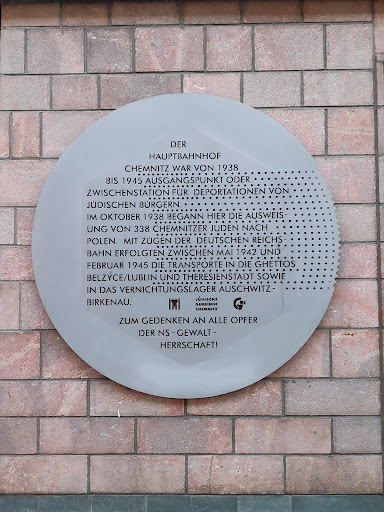 DER
HAUPTBAHNHOF
CHEMNITZ WAR VON 1938
BIS 1945 AUSGANGSPUNKT ODER
ZWISCHENSTATION FÜR DEPORTATIONEN VON
JÜDISCHEN BÜRGERN.
IM OKTOBER 1938 BEGANN HIER DIE AUSWEIS-
UNG VON 338 CHEMNITZER JUDEN NACH
POLEN. MIT ZÜGEN DER DEUTSCHEN REICHS
BAHN ERFOLGTEN ZWISCHEN MAI 1942 UND
FEBRUAR 1945 DIE TRANSPORTE IN DIE GHETTOS
BELZYCE/LUBLIN UND THERESIENSTADT SOWIE
IN DAS VERNICHTUNGSLAGER AUSCHWITZ-
BIRKENAU.
JÜDISCHE
GEMEINDE
CHEMNITZ
ZUM GEDENKEN AN ALLE OPFER
DER NS-GEWALT-
HERRSCHAFT!